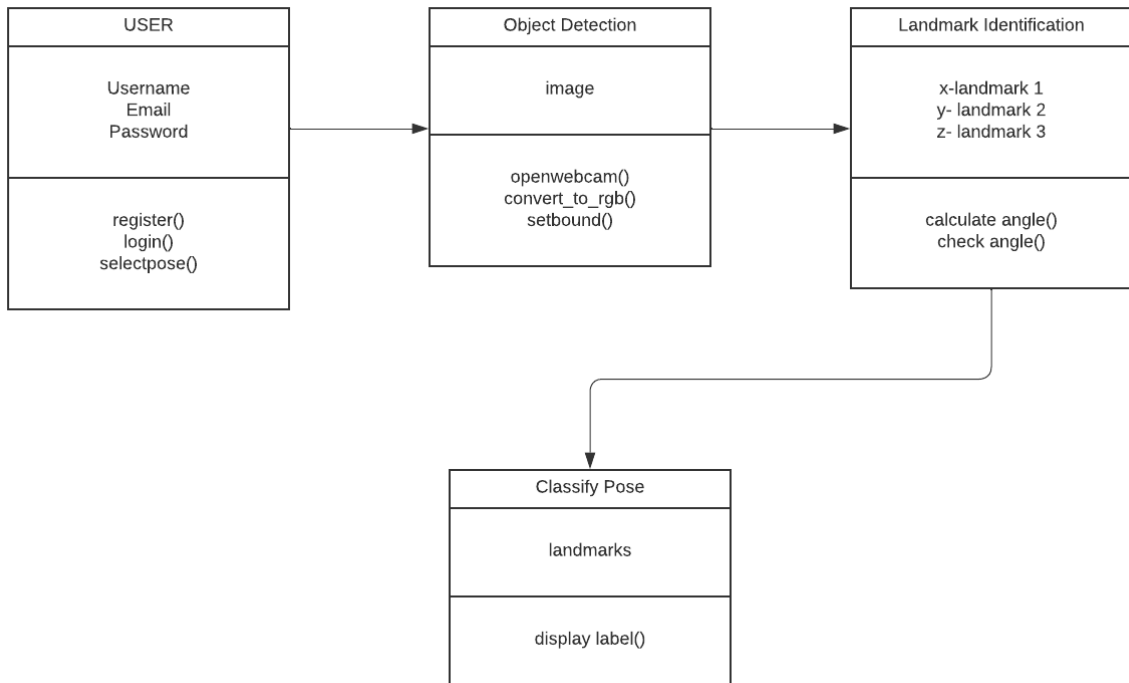 USER
Username
Email
Password
register()
login()
selectpose()
Object Detection
image
openwebcam()
convert_to_rgb()
setbound()
Landmark Identification
x-landmark 1
y- landmark 2
z- landmark 3
calculate angle()
check angle()
Classify Pose
landmarks
display label()